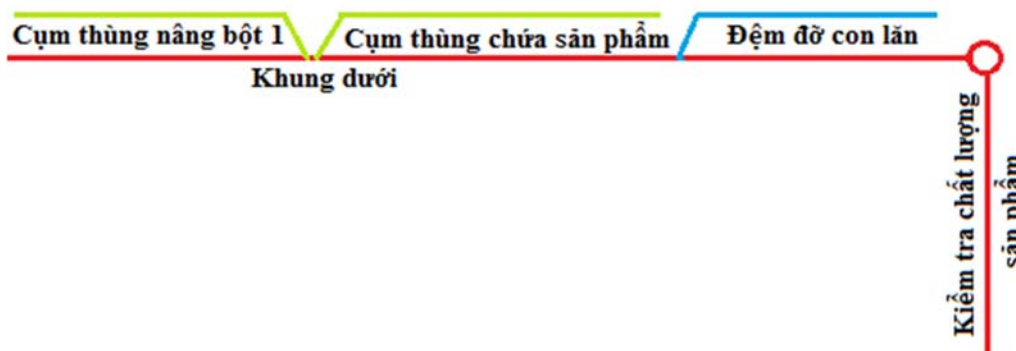 Cụm thùng nâng bột 1
Cụm thùng chứa sản phẩm
Đệm đỡ con lăn
Khung dưới
Kiểm tra chất lượng
sản phẩm